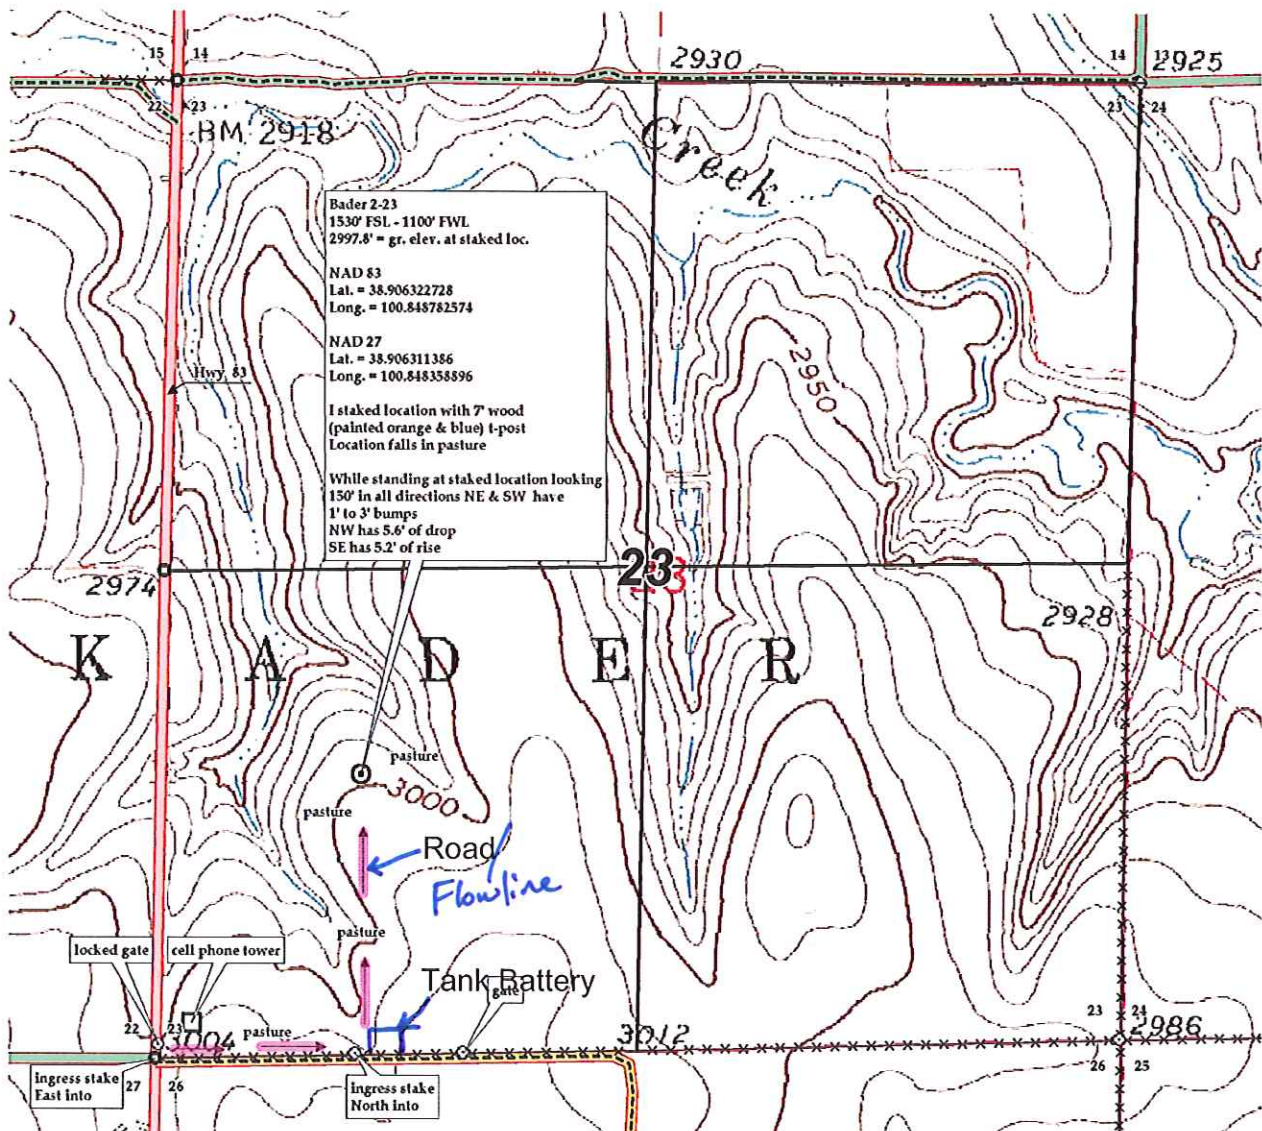 15 14
14 13
2930
2925
22 23
23 24
BM 2918
Creek
Bader 2-23
1530' FSL - 1100' FWL
2997.8' = gr. elev. at staked loc.
NAD 83
Lat. = 38.906322728
Long. = 100.848782574
NAD 27
Lat. = 38.906311386
Long. = 100.848358896
I staked location with 7' wood
(painted orange & blue) t-post
Location falls in pasture
While standing at staked location looking
150' in all directions NE & SW have
1' to 3' bumps
NW has 5.6' of drop
SE has 5.2' of rise
Hwy 83
2950
2974
23
2928
K A D E R
pasture
3000
pasture
Road/
Flowline
pasture
locked gate
cell phone tower
Tank Battery
gate
22 23
3004
pasture
3012
23 24
2986
ingress stake
East into
27 26
ingress stake
North into
26 25